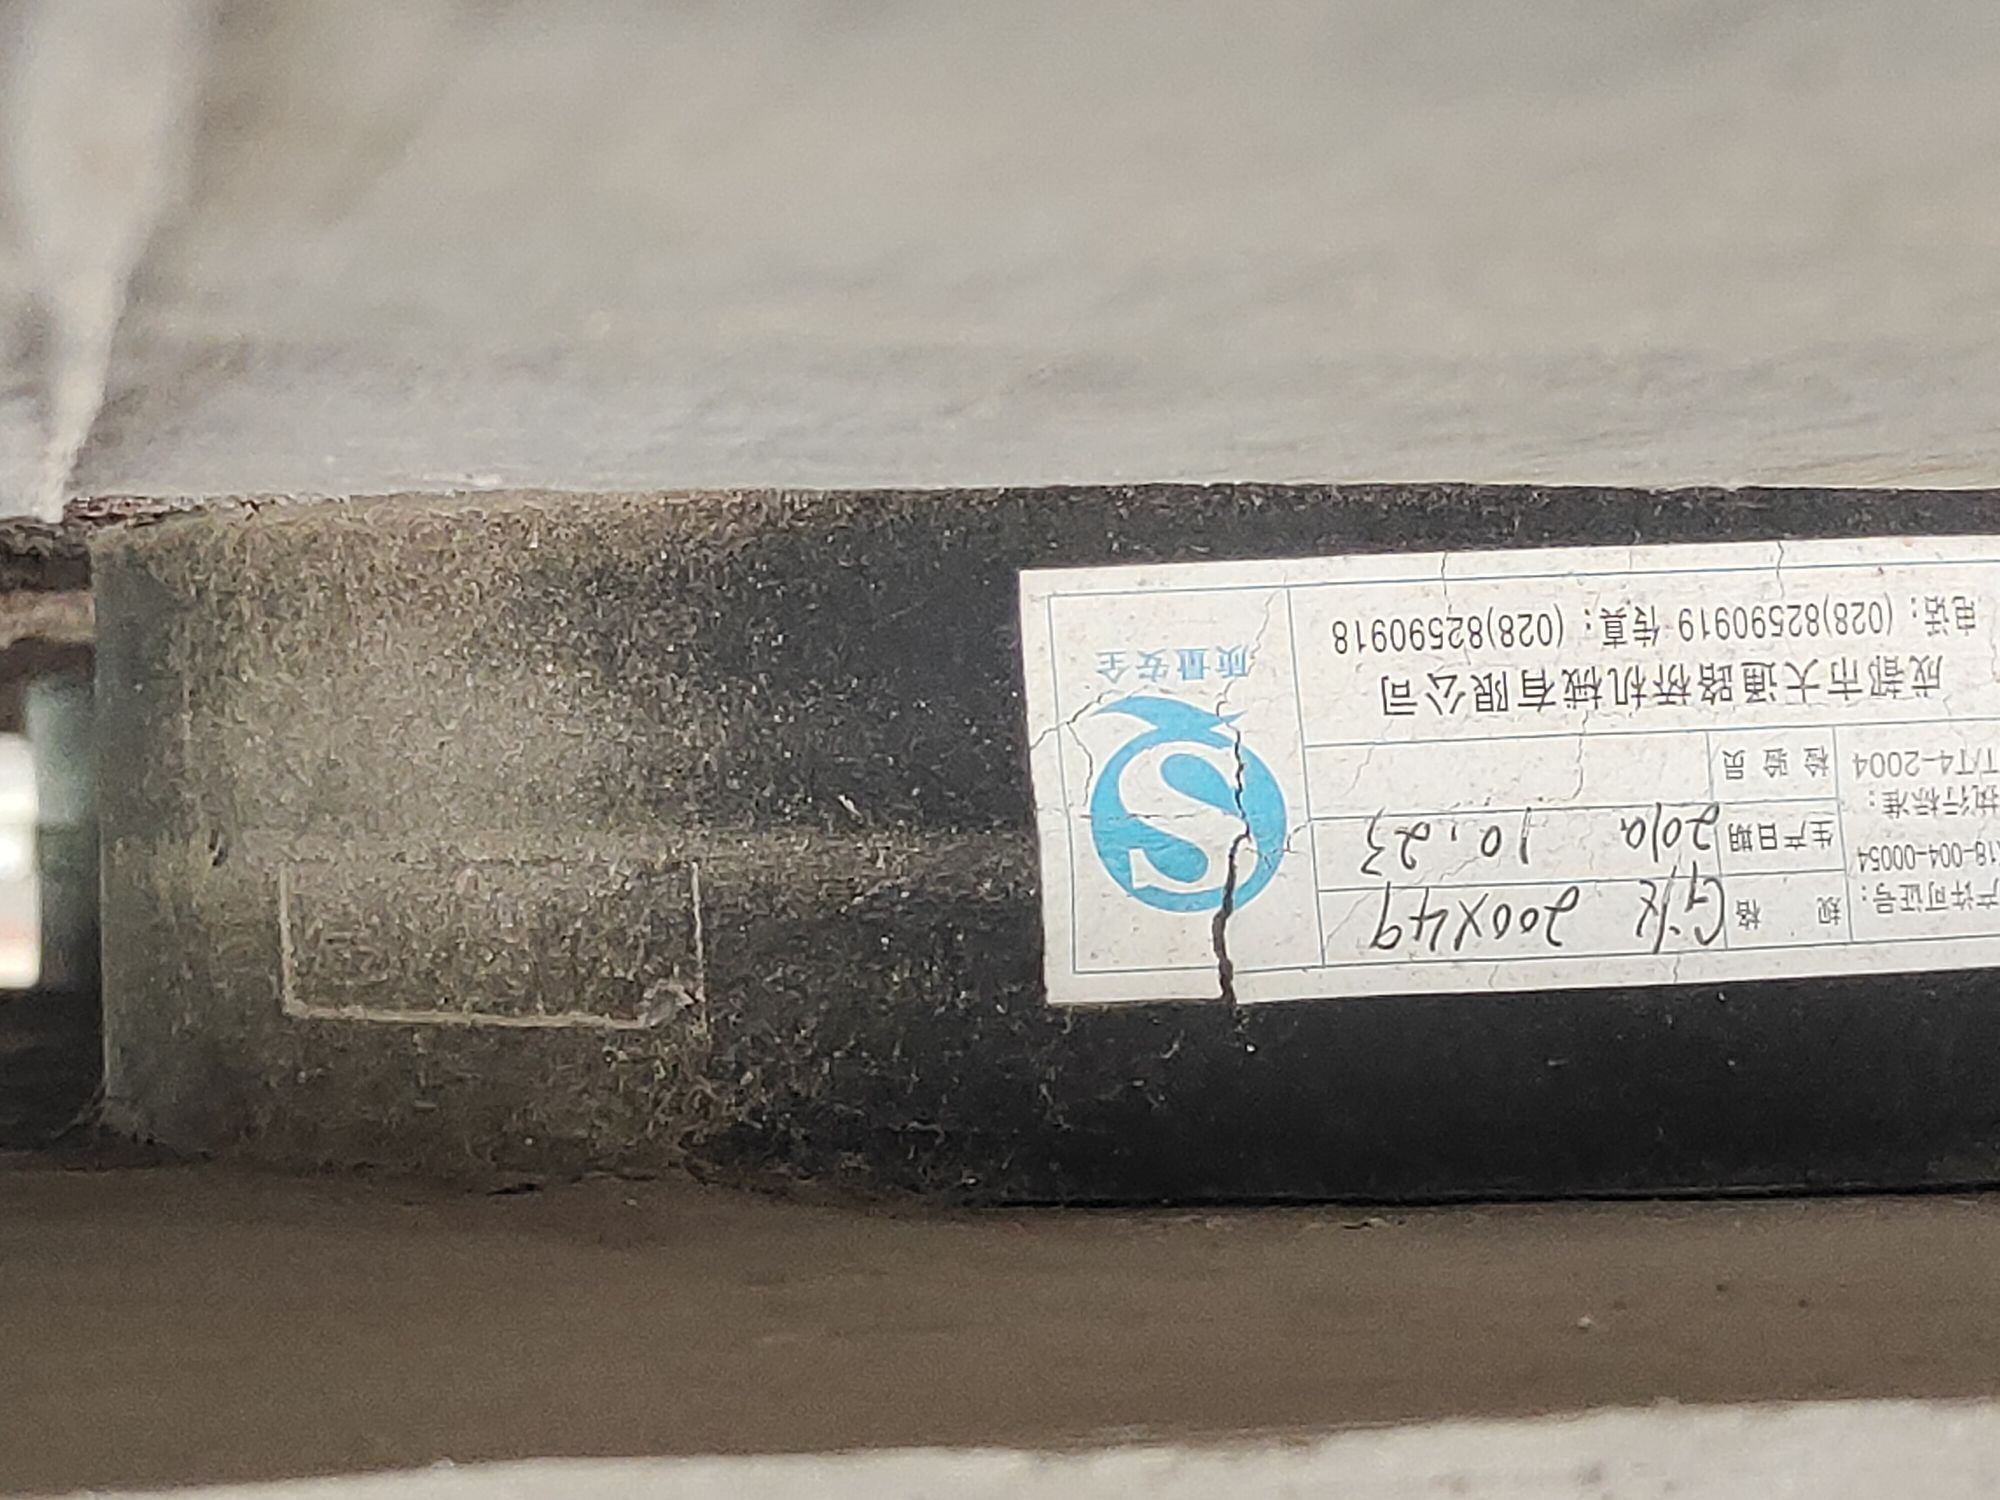 产许可证号:
18-004-00054
执行标准:
T/T4-2004
规 格 GYZ 200X49
生产日期 2012. 10.23
检 验 员
成都市大通路桥机械有限公司
电话:(028)82590919 传真:(028)82590918
S
质量安全